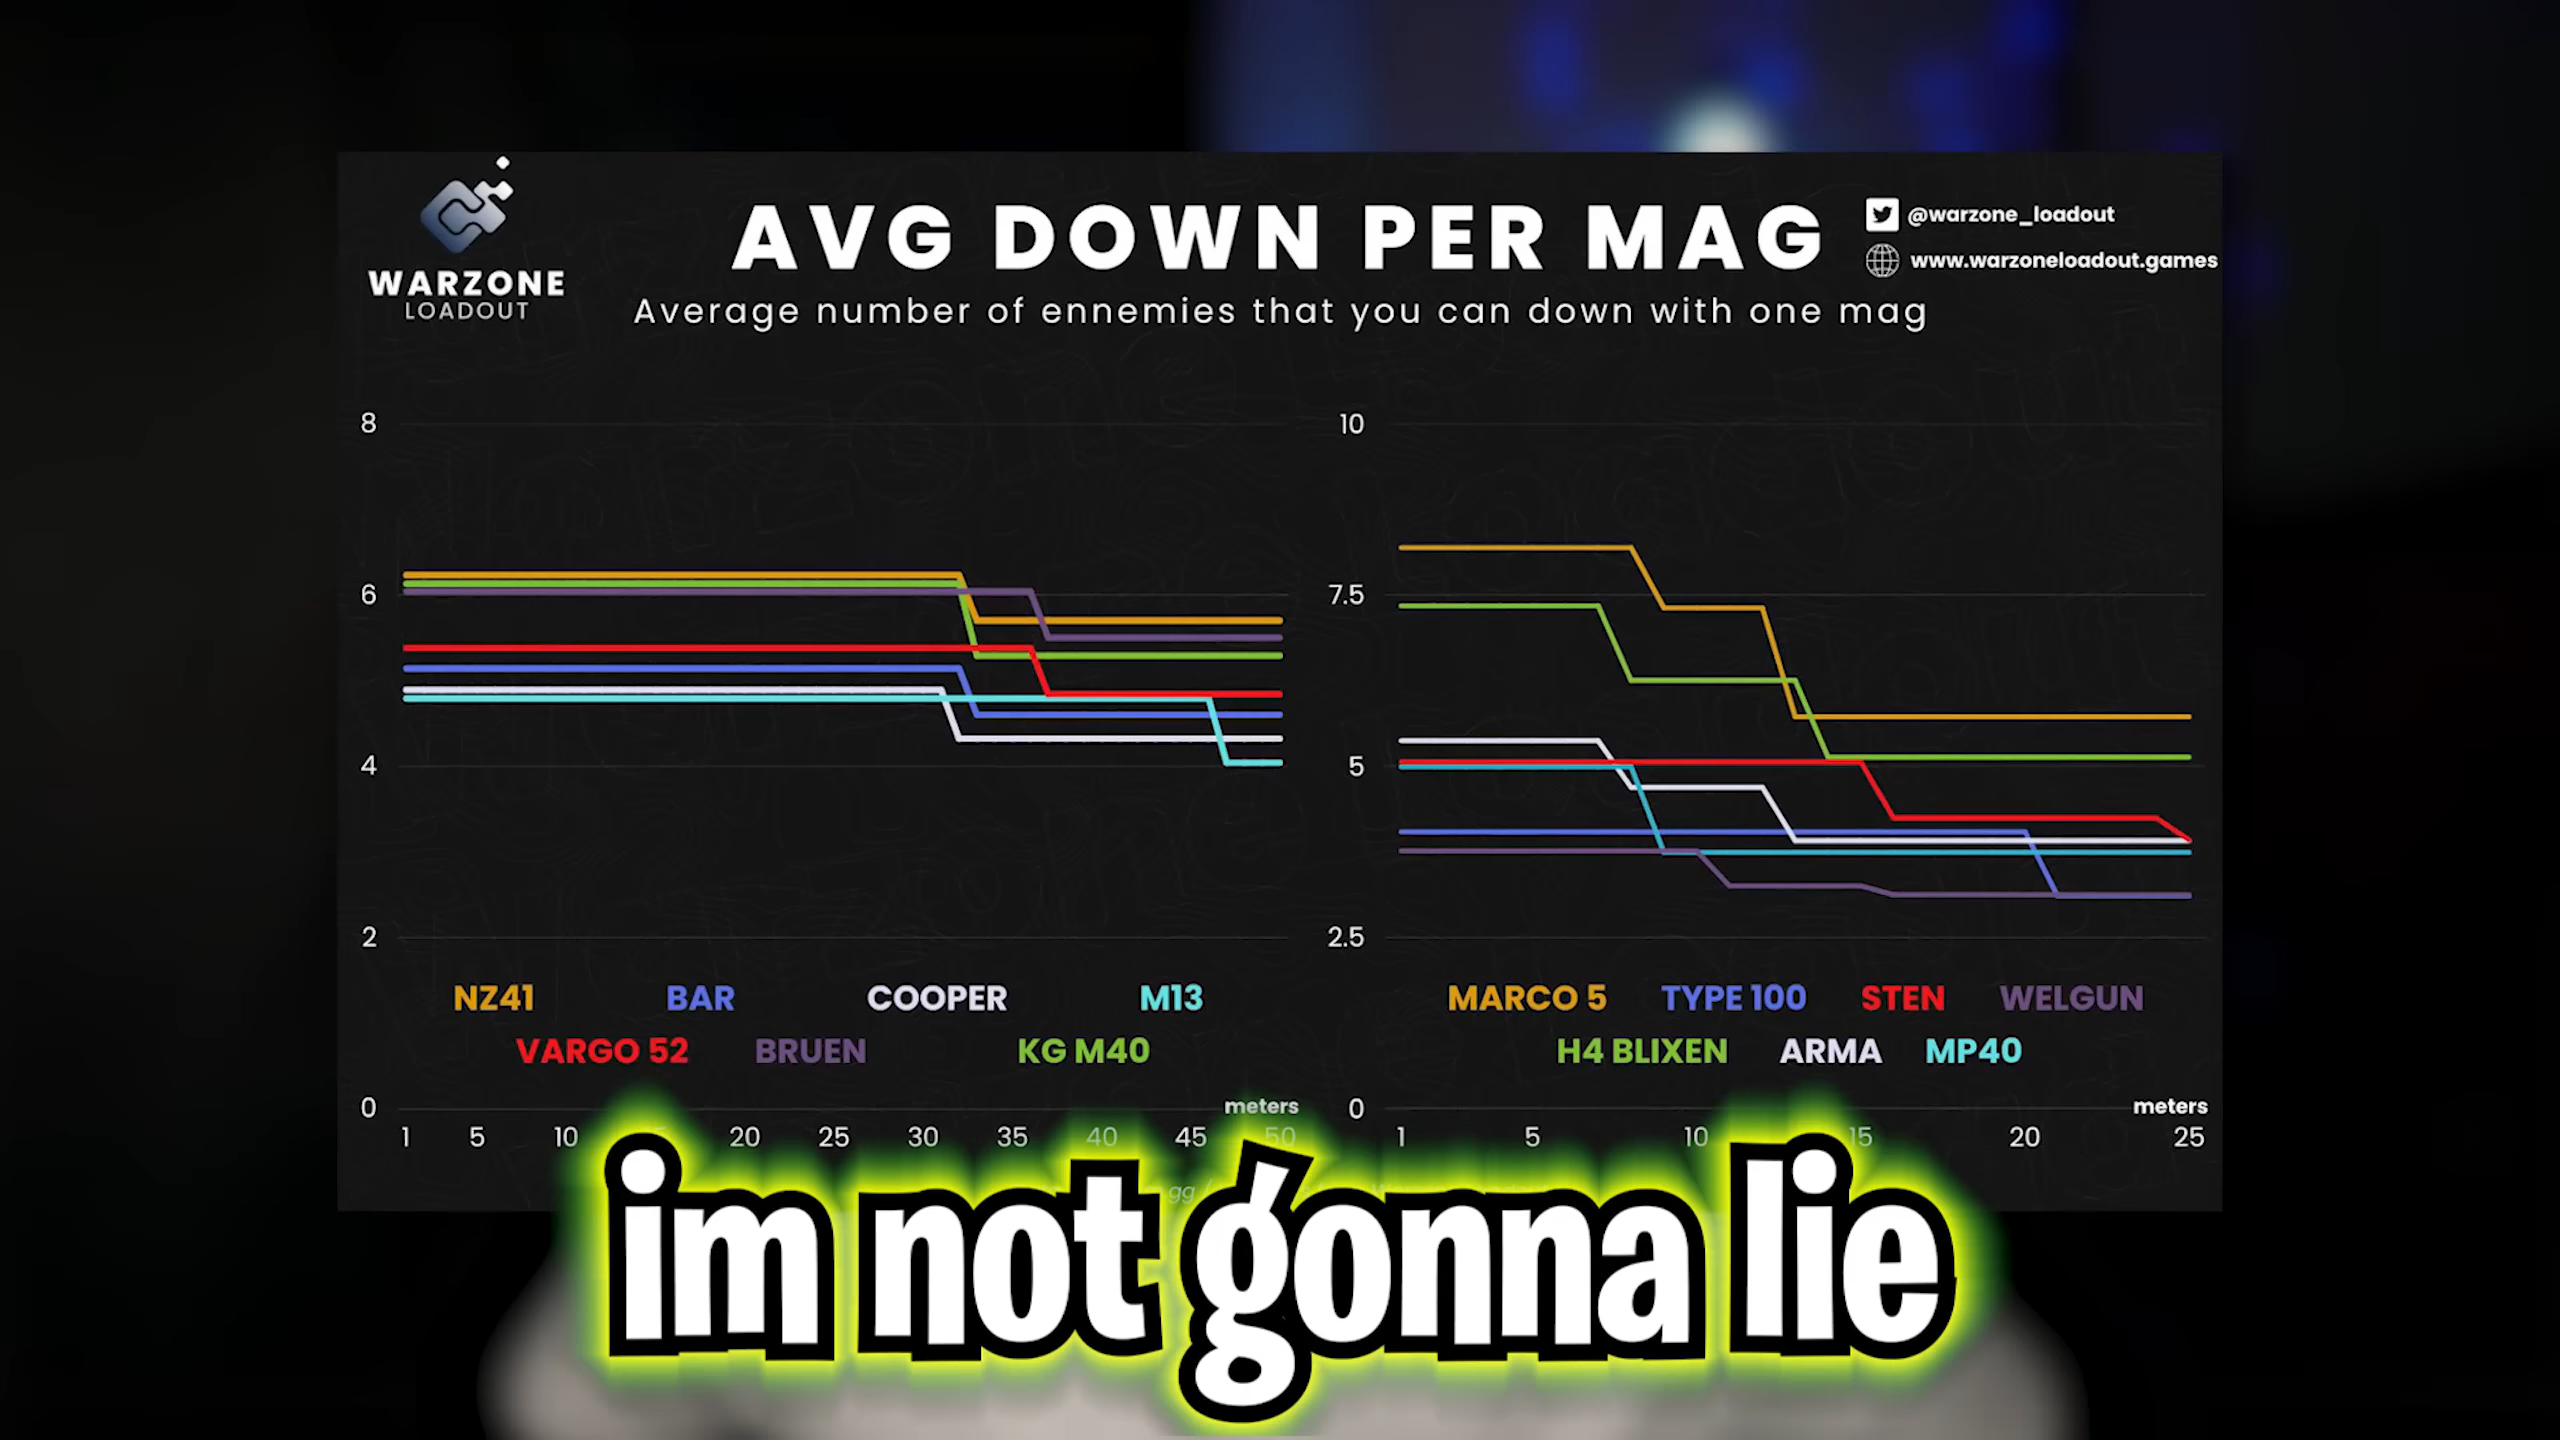 WARZONE
LOADOUT
AVG DOWN PER MAG
Average number of ennemies that you can down with one mag
@warzone_loadout
www.warzoneloadout.games
8
6
4
2
0
NZ41 BAR COOPER M13
VARGO 52 BRUEN KG M40
meters
1 5 10 20 25 30 35 40 45 50
10
7.5
5
2.5
0
MARCO 5 TYPE 100 STEN WELGUN
H4 BLIXEN ARMA MP40
meters
1 5 10 15 20 25
im not gonna lie